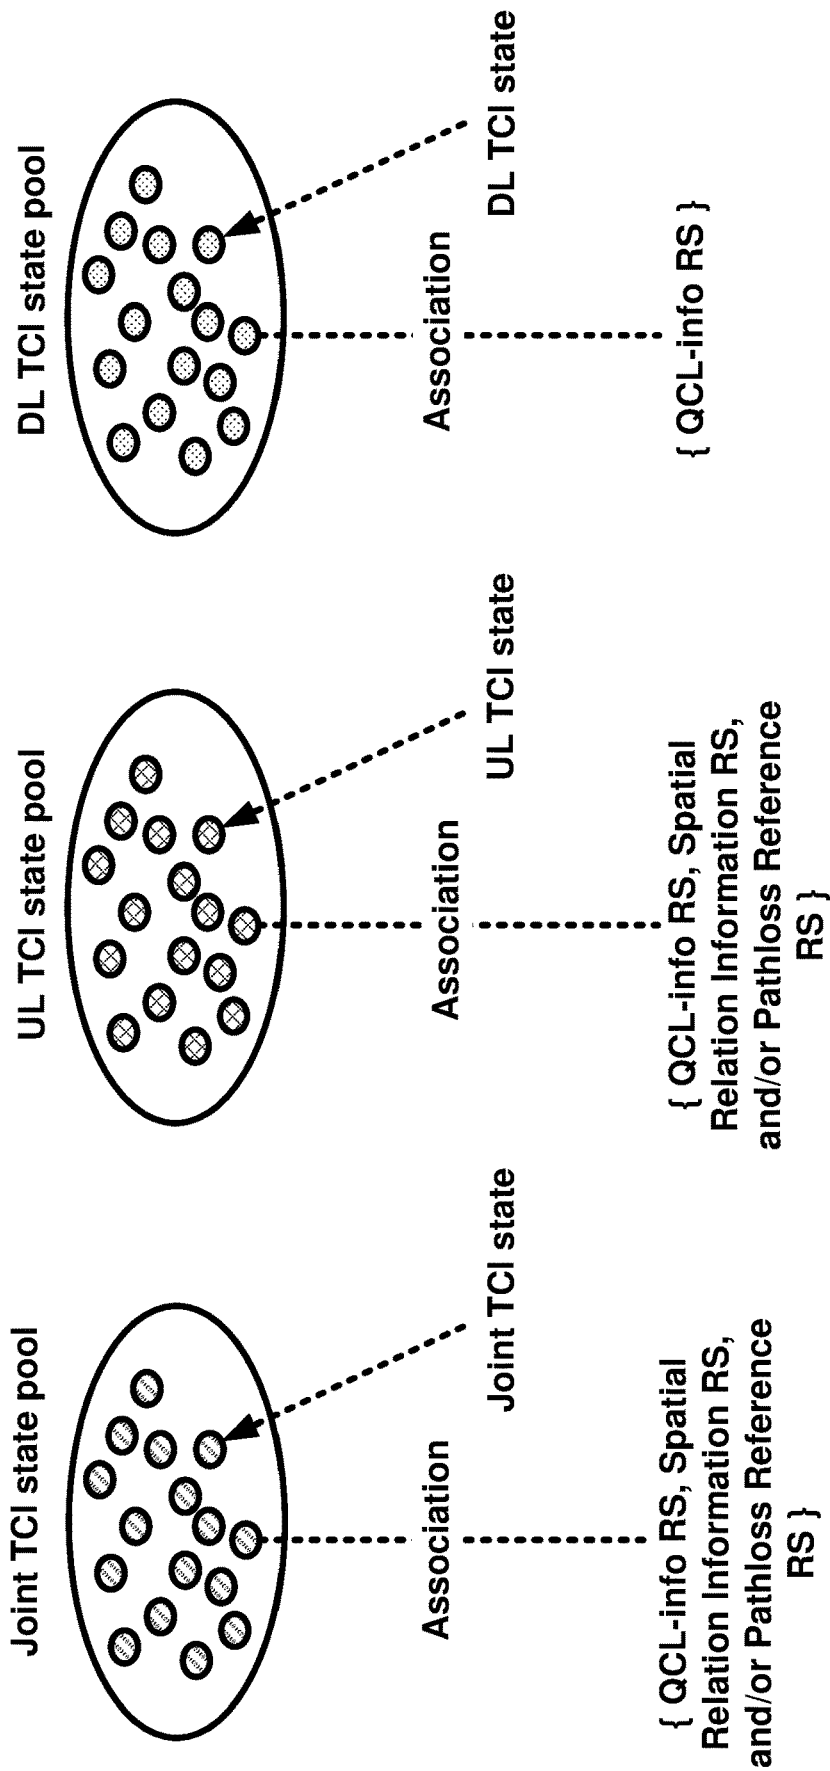 Joint TCI state pool
Joint TCI state
Association
{ QCL-info RS, Spatial
Relation Information RS,
and/or Pathloss Reference
RS }
UL TCI state pool
UL TCI state
Association
{ QCL-info RS, Spatial
Relation Information RS,
and/or Pathloss Reference
RS }
DL TCI state pool
DL TCI state
Association
{ QCL-info RS }